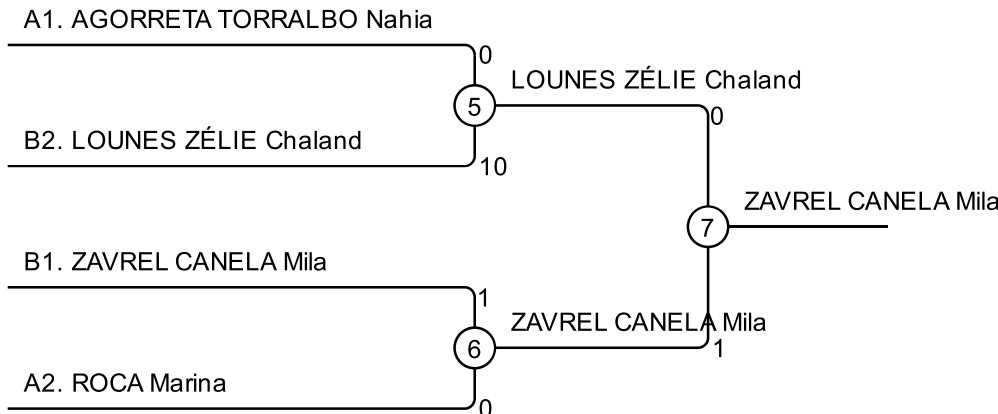 A1. AGORRETA TORRALBO Nahia
0
LOUNES ZÉLIE Chaland
5
0
B2. LOUNES ZÉLIE Chaland
10
ZAVREL CANELA Mila
7
B1. ZAVREL CANELA Mila
1
ZAVREL CANELA Mila
6
1
A2. ROCA Marina
0